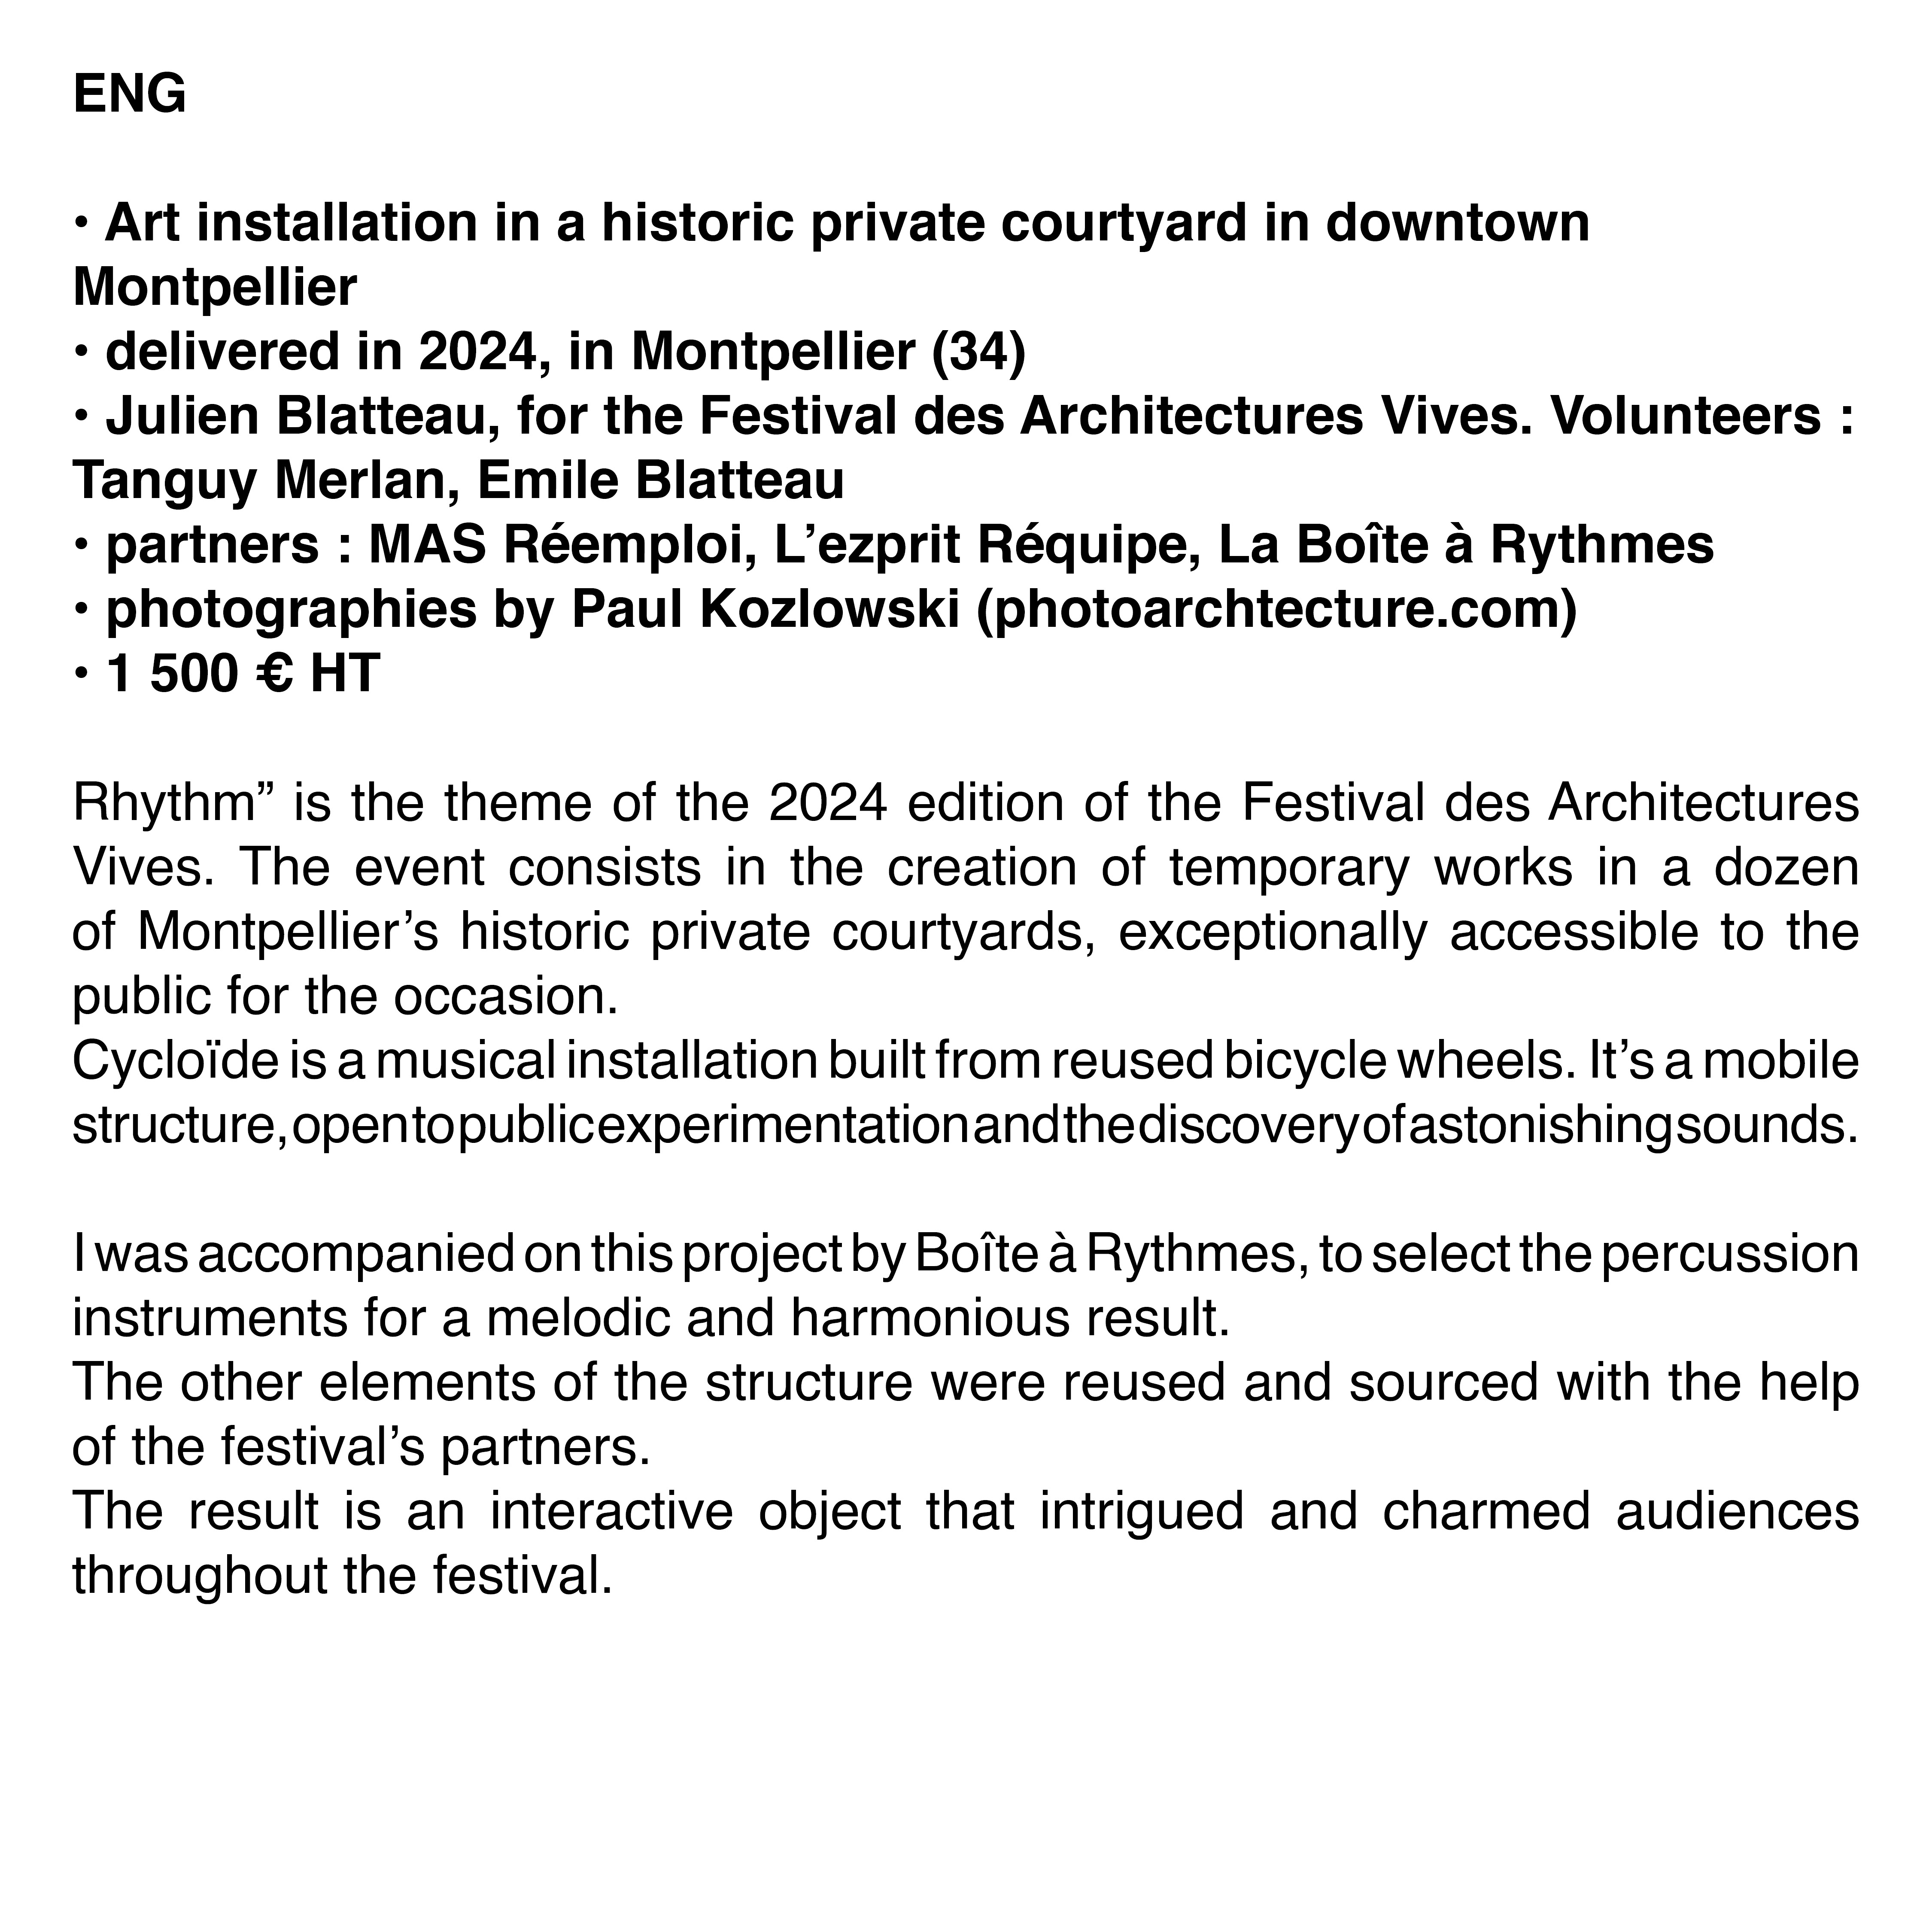 ENG
• Art installation in a historic private courtyard in downtown
Montpellier
• delivered in 2024, in Montpellier (34)
• Julien Blatteau, for the Festival des Architectures Vives. Volunteers :
Tanguy Merlan, Emile Blatteau
• partners : MAS Réemploi, L’ezprit Réquipe, La Boîte à Rythmes
• photographies by Paul Kozlowski (photoarchtecture.com)
• 1 500 € HT
Rhythm” is the theme of the 2024 edition of the Festival des Architectures
Vives. The event consists in the creation of temporary works in a dozen
of Montpellier’s historic private courtyards, exceptionally accessible to the
public for the occasion.
Cycloïde is a musical installation built from reused bicycle wheels. It’s a mobile
structure, open to public experimentation and the discovery of astonishing sounds.
I was accompanied on this project by Boîte à Rythmes, to select the percussion
instruments for a melodic and harmonious result.
The other elements of the structure were reused and sourced with the help
of the festival’s partners.
The result is an interactive object that intrigued and charmed audiences
throughout the festival.